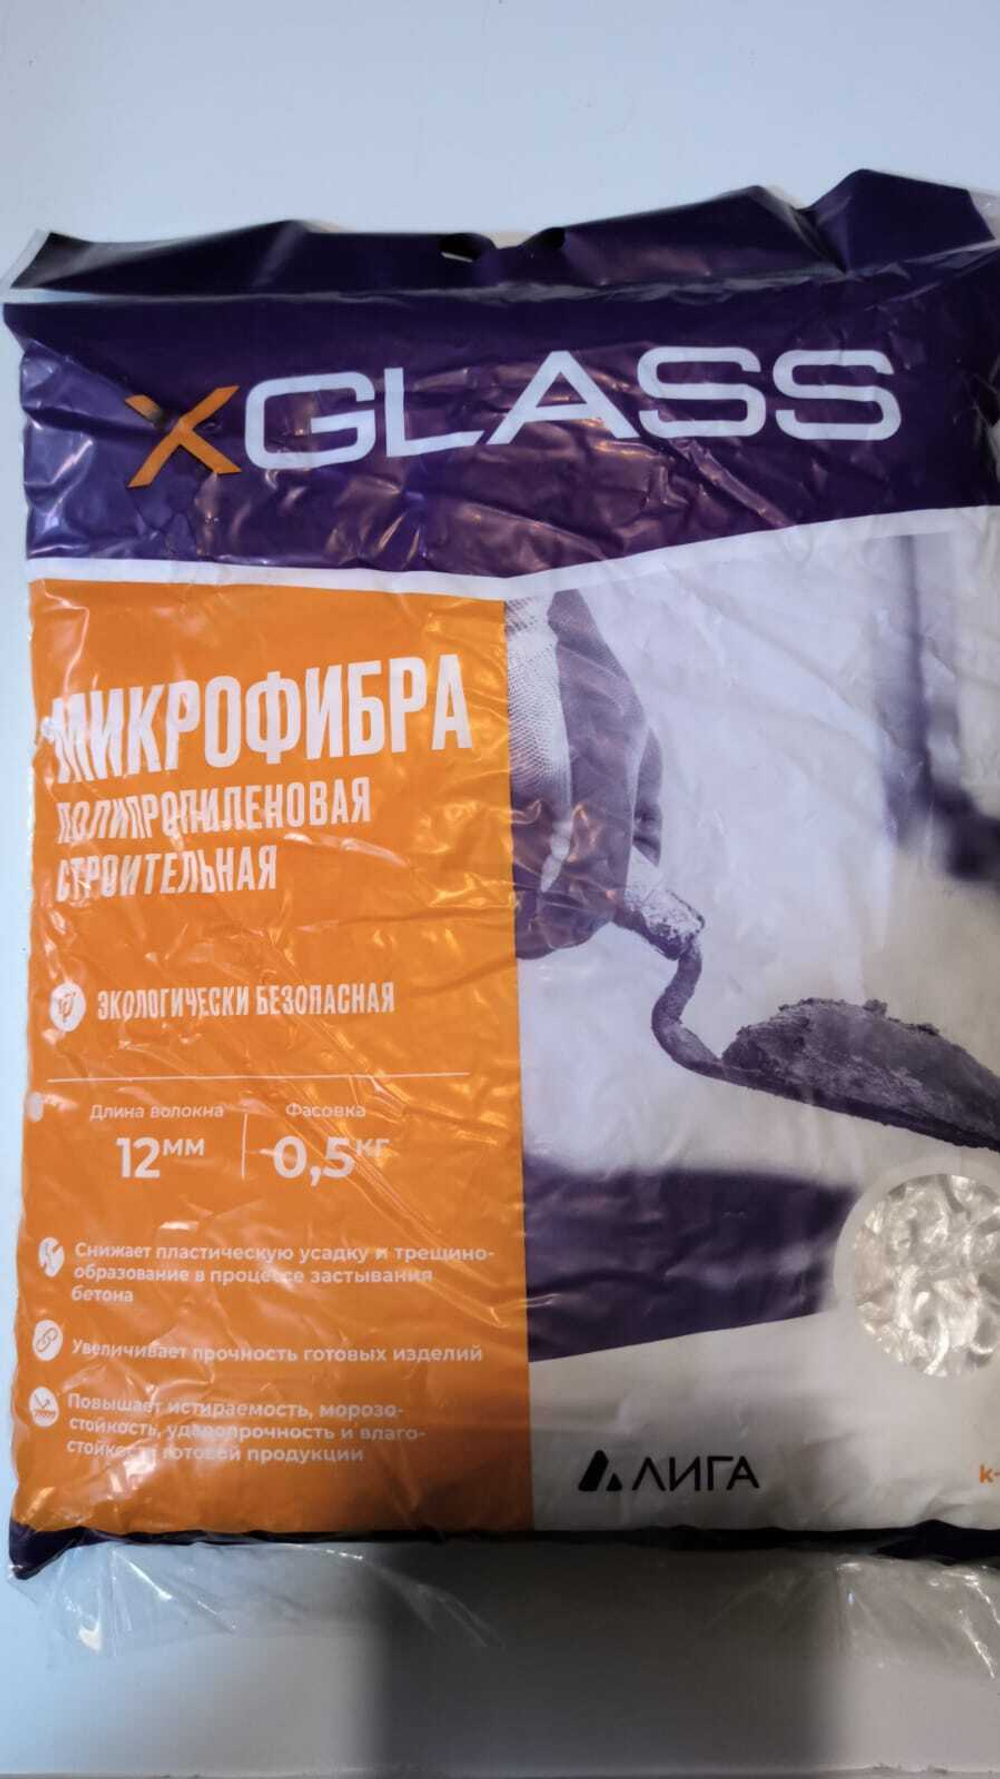 XGLASS
МИКРОФИБРА
ПОЛИПРОПИЛЕНОВАЯ
СТРОИТЕЛЬНАЯ
ЭКОЛОГИЧЕСКИ БЕЗОПАСНАЯ
Длина волокна
12мм
Фасовка
0,5кг
Снижает пластическую усадку и трещино-
образование в процессе застывания
бетона
Увеличивает прочность готовых изделий
Повышает истираемость, морозо-
стойкость, ударопрочность и влаго-
стойкость готовой продукции
ЛИГА
k-